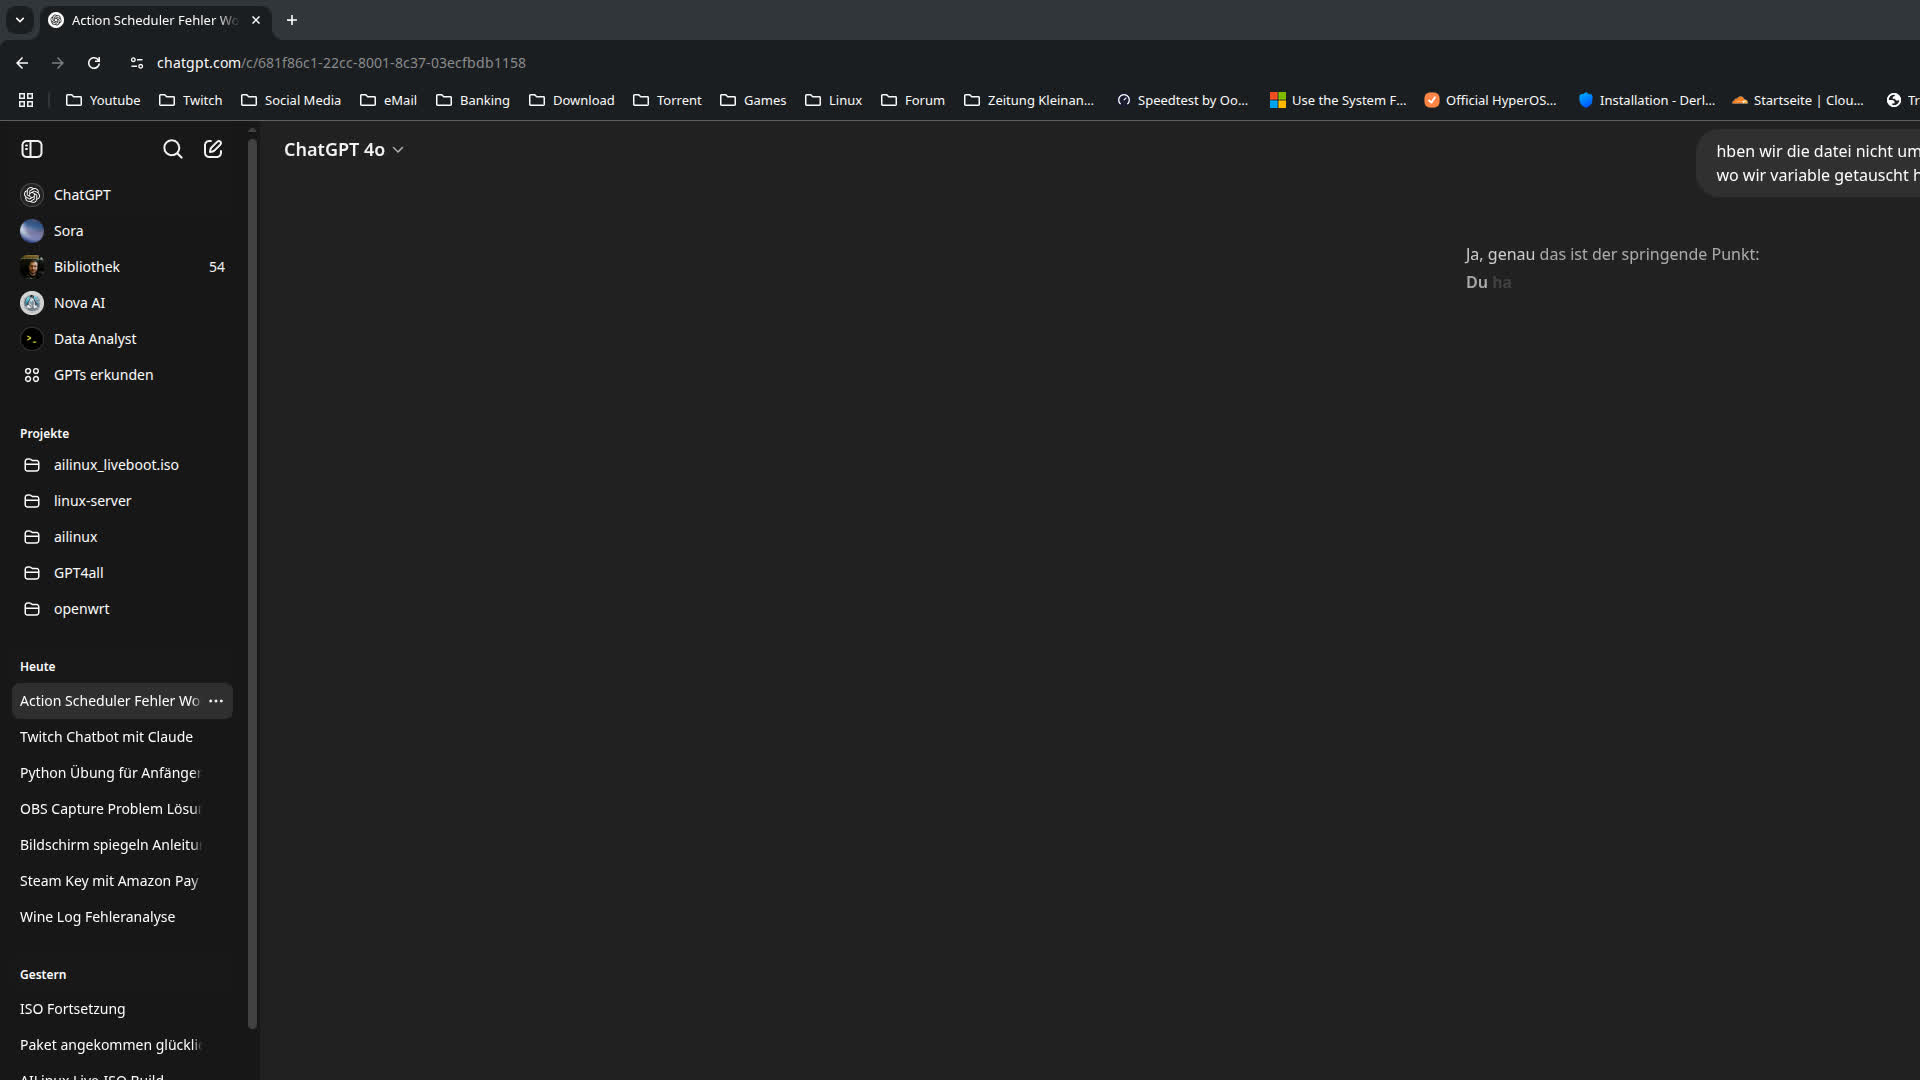 Action Scheduler Fehler Wo
chatgpt.com/c/681f86c1-22cc-8001-8c37-03ecfbdb1158
Youtube
Twitch
Social Media
eMail
Banking
Download
Torrent
Games
Linux
Forum
Zeitung Kleinan...
Speedtest by Oo...
Use the System F...
Official HyperOS...
Installation - Derl...
Startseite | Clou...
Tr
ChatGPT 4o
hben wir die datei nicht um
wo wir variable getauscht h
Ja, genau das ist der springende Punkt:
Du ha
ChatGPT
Sora
Bibliothek 54
Nova AI
Data Analyst
GPTs erkunden
Projekte
ailinux_liveboot.iso
linux-server
ailinux
GPT4all
openwrt
Heute
Action Scheduler Fehler Wo
Twitch Chatbot mit Claude
Python Übung für Anfänger
OBS Capture Problem Lösu
Bildschirm spiegeln Anleitu
Steam Key mit Amazon Pay
Wine Log Fehleranalyse
Gestern
ISO Fortsetzung
Paket angekommen glückli
AILinux Live ISO Build